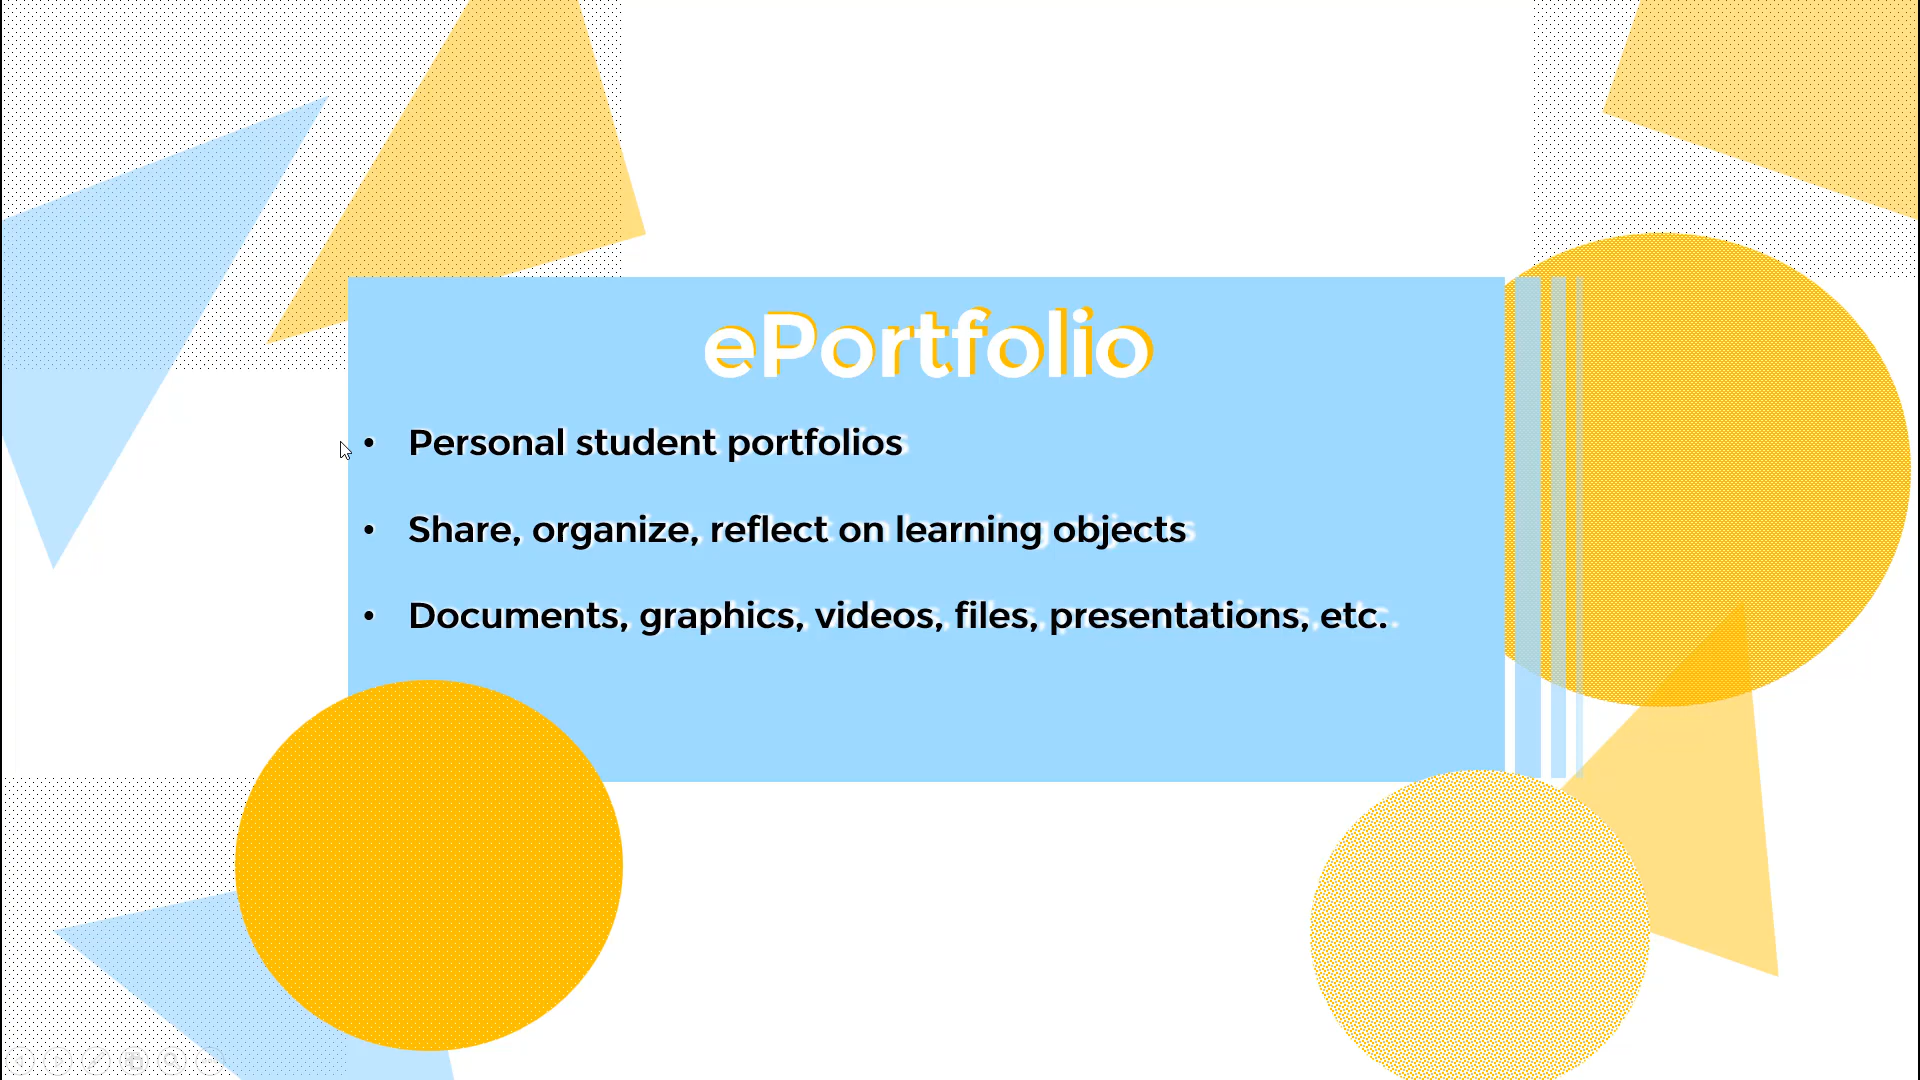 ePortfolio
• Personal student portfolios
• Share, organize, reflect on learning objects
• Documents, graphics, videos, files, presentations, etc.